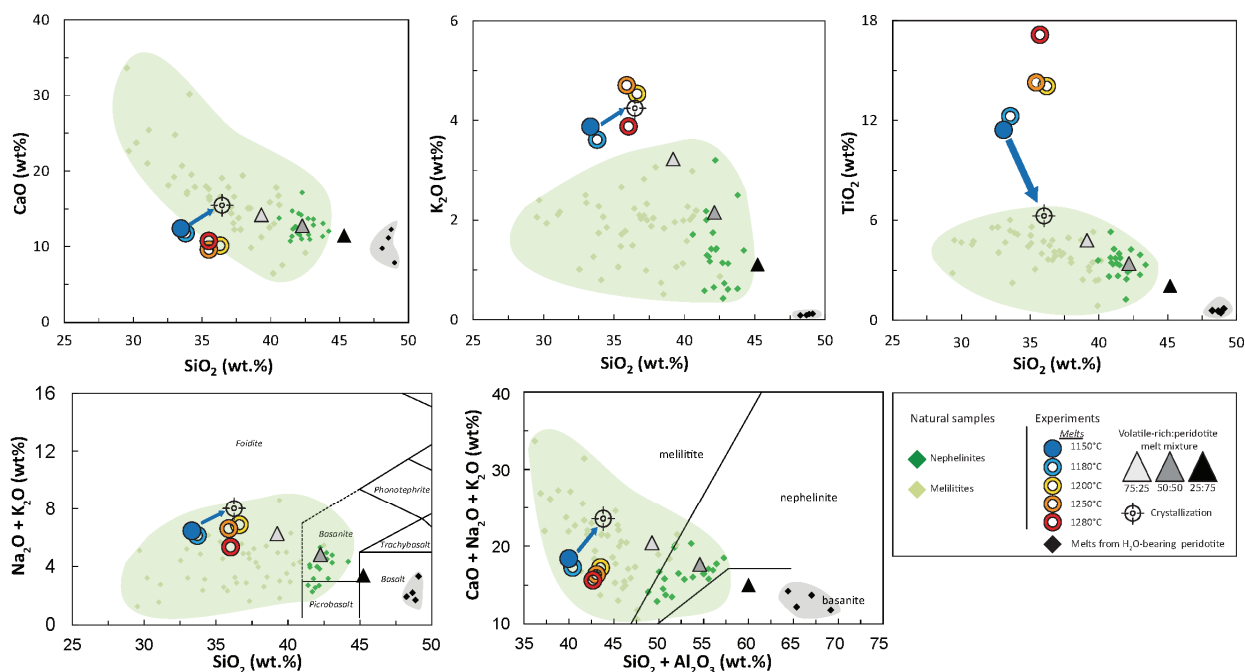 40
30
20
10
0
CaO (wt%)
25 30 35 40 45 50
SiO2 (wt.%)
6
4
2
0
K2O (wt%)
25 30 35 40 45 50
SiO2 (wt.%)
18
15
12
9
6
3
0
TiO2 (wt%)
25 30 35 40 45 50
SiO2 (wt.%)
16
12
8
4
0
Na2O + K2O (wt%)
Foidite
Phonotephrite
Basanite
Trachybasalt
Basalt
Picrobasalt
25 30 35 40 45 50
SiO2 (wt.%)
40
30
20
10
CaO + Na2O + K2O (wt%)
melilitite
nephelinite
basanite
35 40 45 50 55 60 65 70 75
SiO2 + Al2O3 (wt.%)
Natural samples
Nephelinites
Melilitites
Experiments
Melts
1150°C
1180°C
1200°C
1250°C
1280°C
Volatile-rich:peridotite
melt mixture
75:25 50:50 25:75
Crystallization
Melts from H2O-bearing peridotite